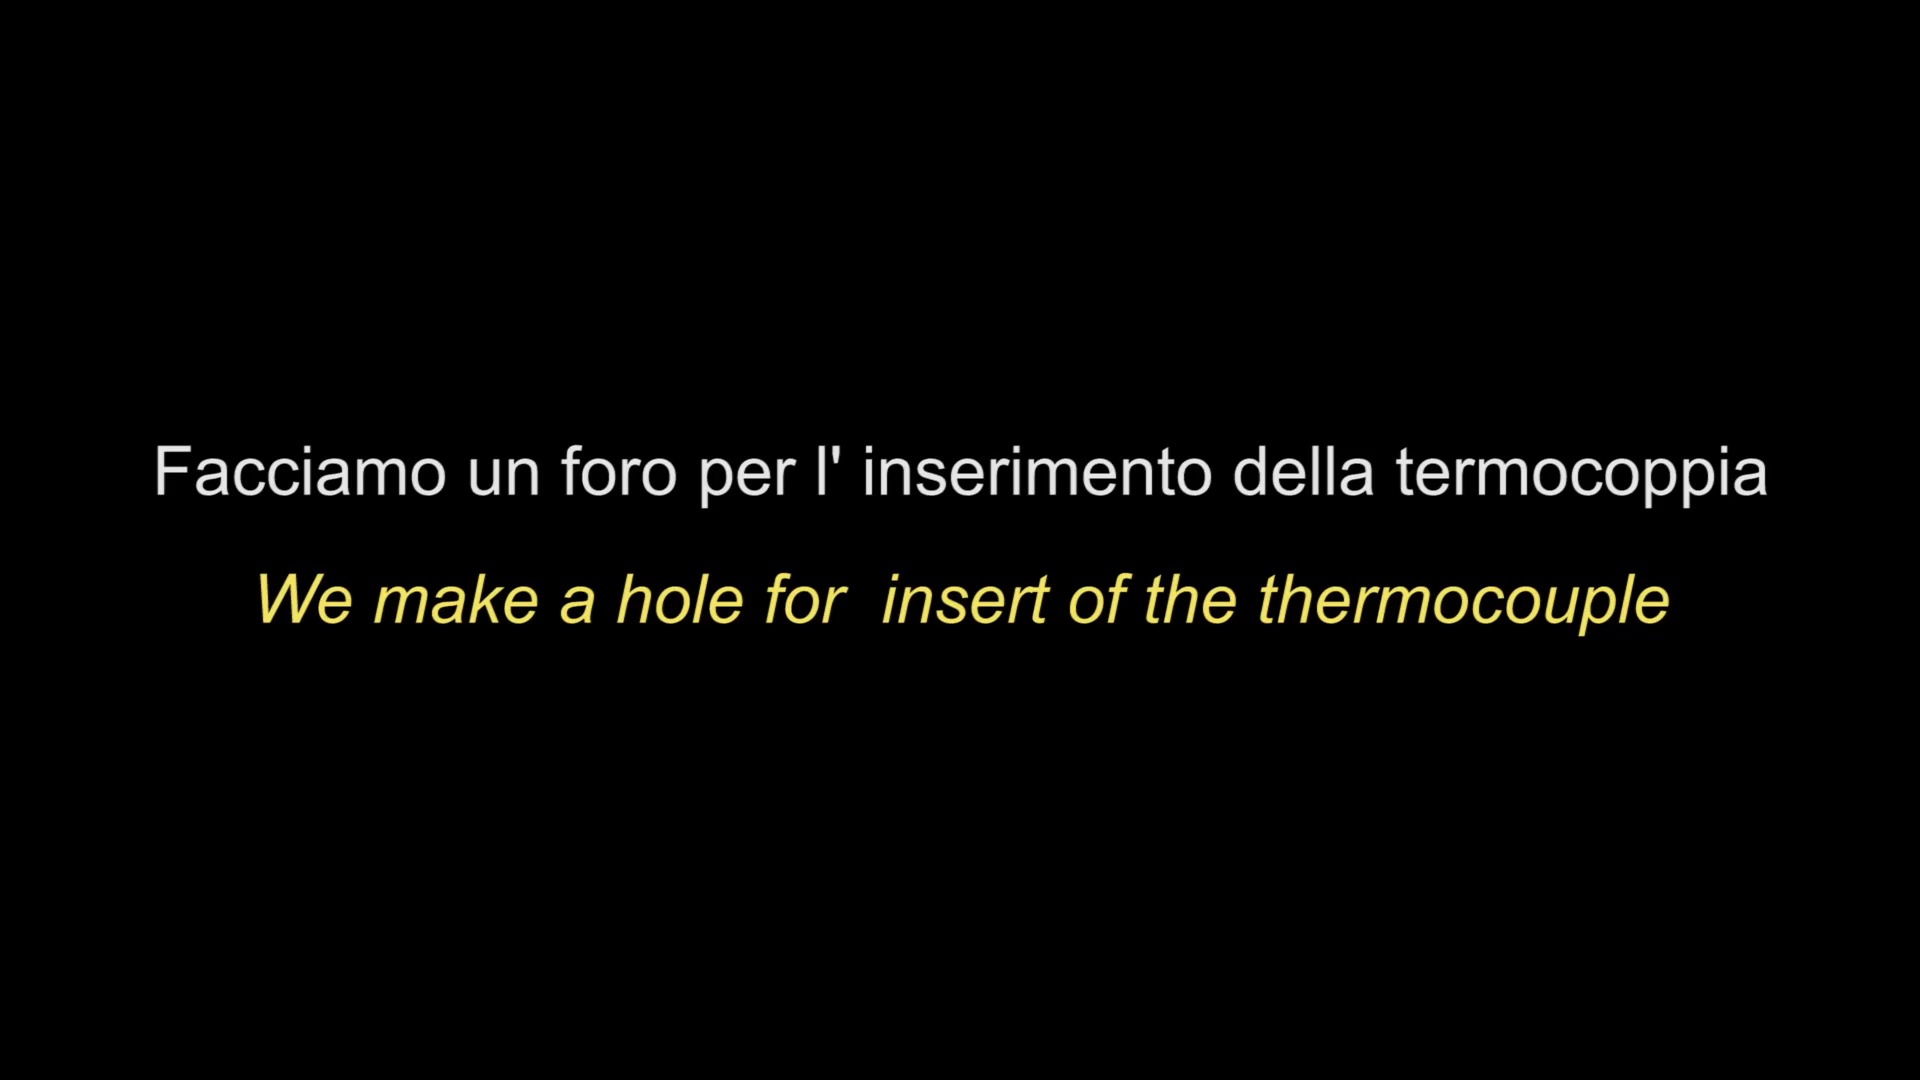 Facciamo un foro per l' inserimento della termocoppia
We make a hole for  insert of the thermocouple